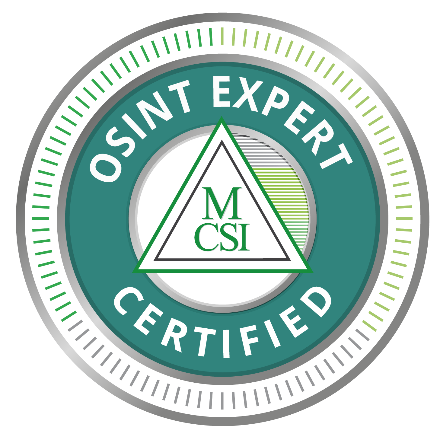 OSINT EXPERT
M
CSI
CERTIFIED